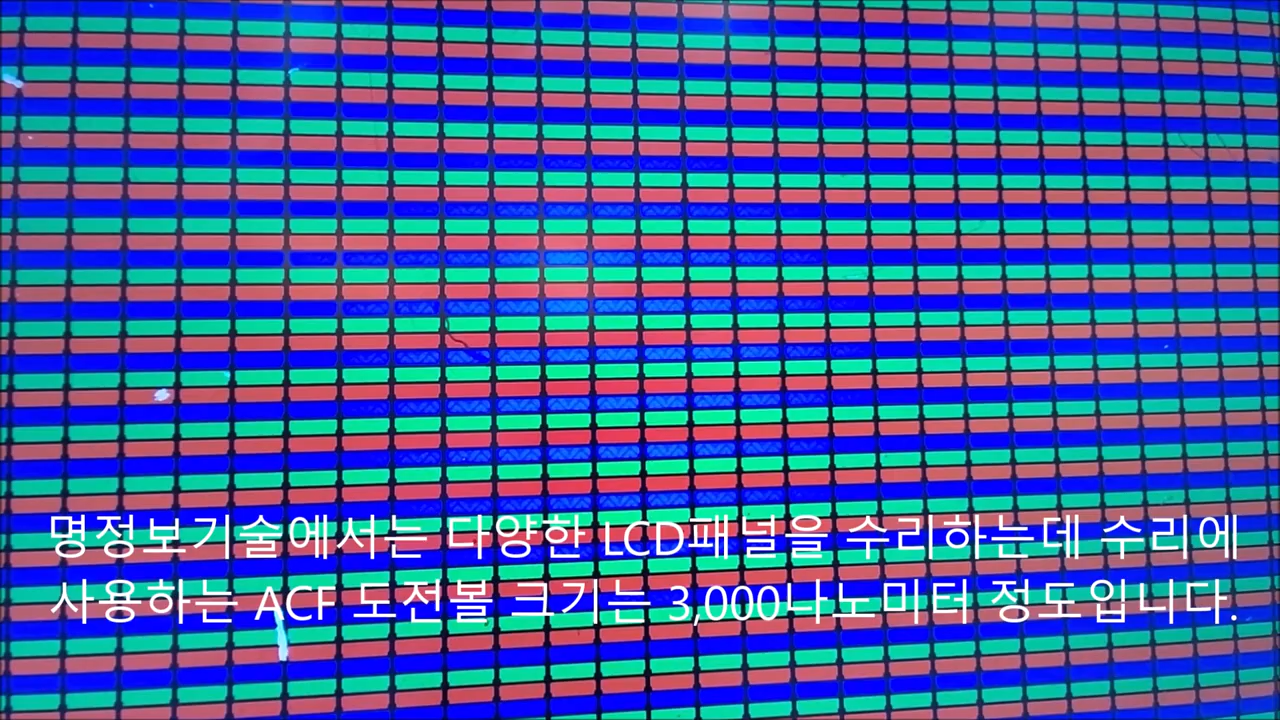 명정보기술에서는 다양한 LCD패널을 수리하는데 수리에
사용하는 ACF 도전볼 크기는 3,000나노미터 정도입니다.